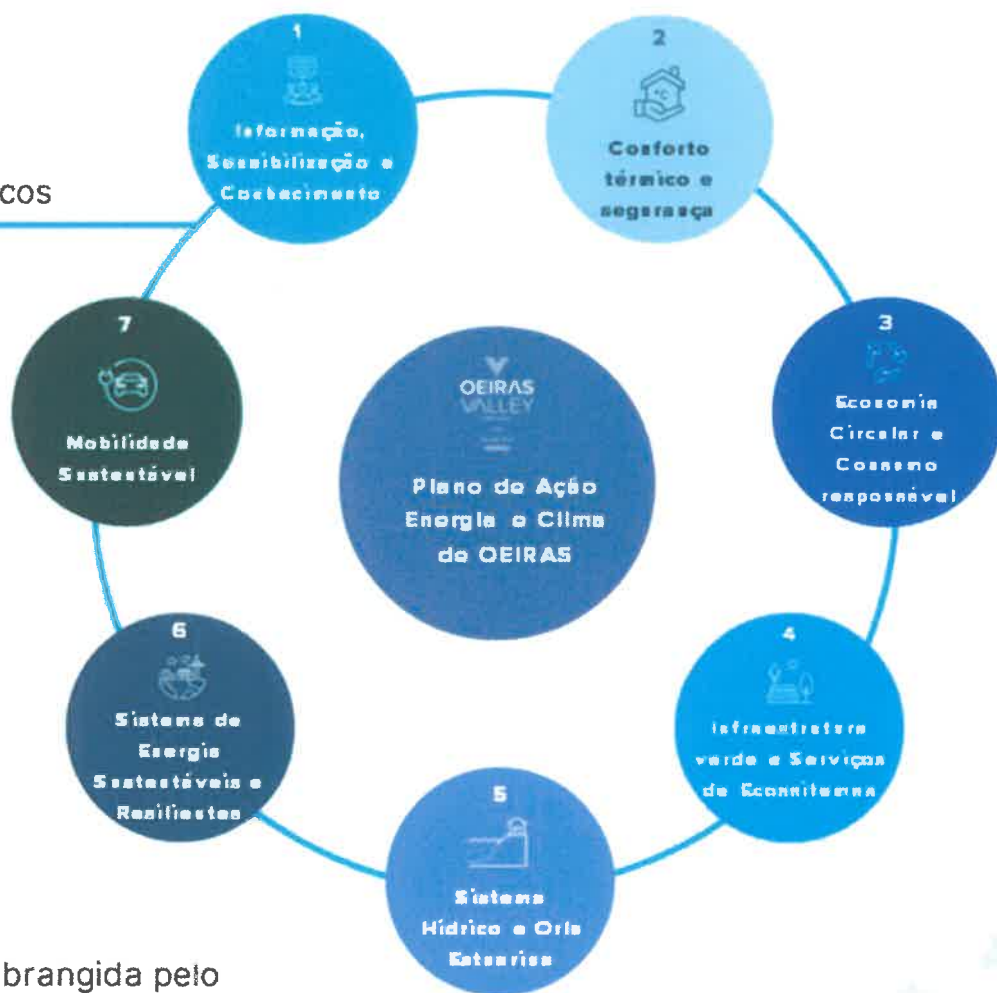 1
Informação,
Sensibilização e
Conhecimento
2
°C
Conforto
térmico e
segurança
cos
7
Mobilidade
Sustentável
3
Economia
Circular e
Consumo
responsável
OEIRAS
VALLEY
Plano de Ação
Energia e Clima
de OEIRAS
6
Sistema de
Energia
Sustentáveis e
Resilientes
4
Infraestrutura
verde e Serviços
de Ecossitemas
5
Sistema
Hídrico e Orla
Estuarina
brangida pelo